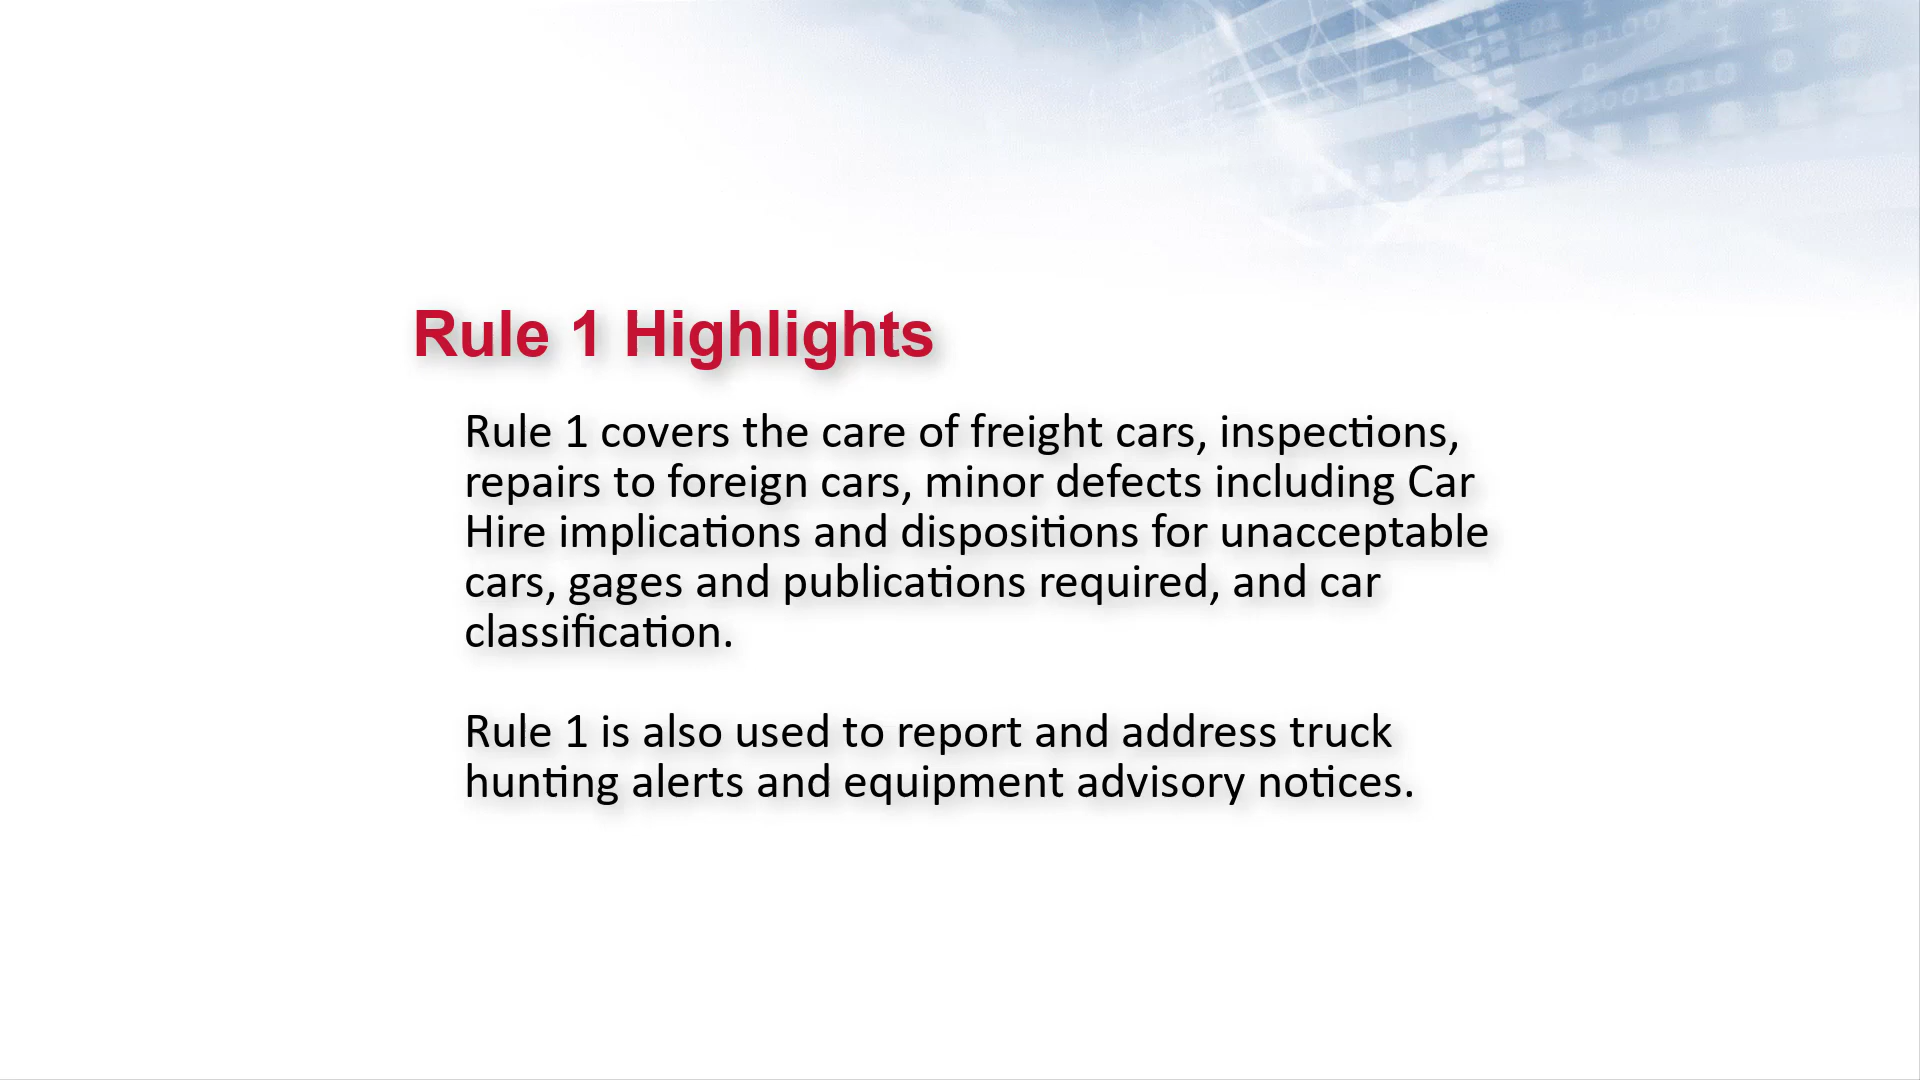 Rule 1 Highlights
Rule 1 covers the care of freight cars, inspections,
repairs to foreign cars, minor defects including Car
Hire implications and dispositions for unacceptable
cars, gages and publications required, and car
classification.
Rule 1 is also used to report and address truck
hunting alerts and equipment advisory notices.